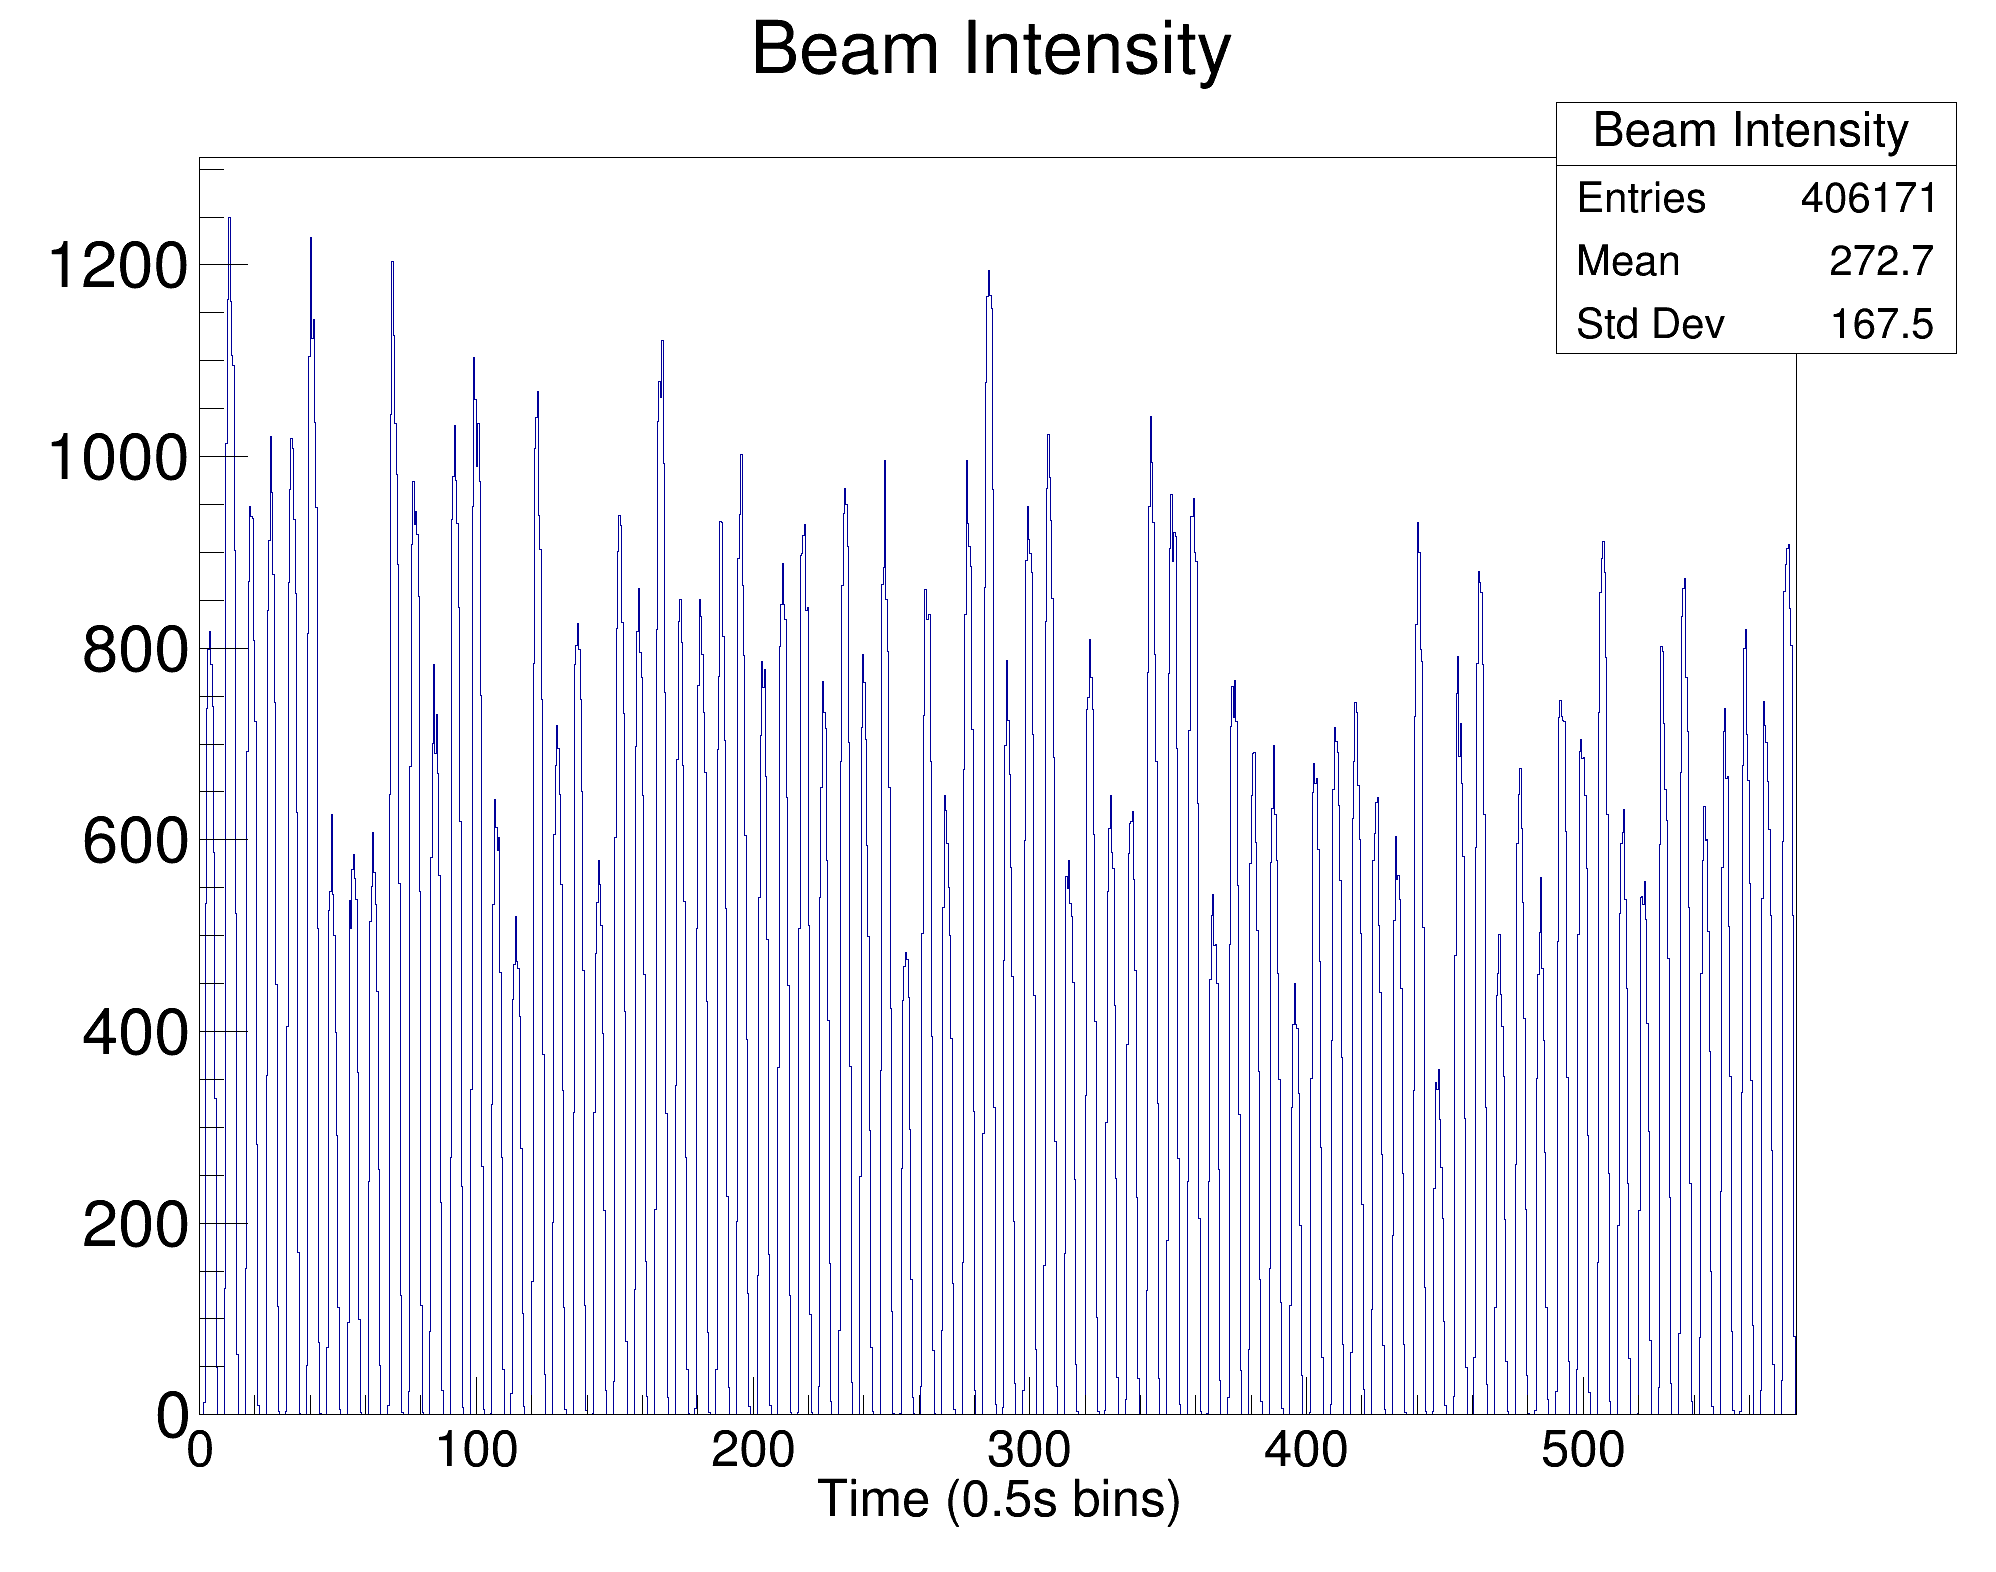 Beam Intensity
Beam Intensity
Entries 406171
Mean 272.7
Std Dev 167.5
1200
1000
800
600
400
200
0
0 100 200 300 400 500
Time (0.5s bins)